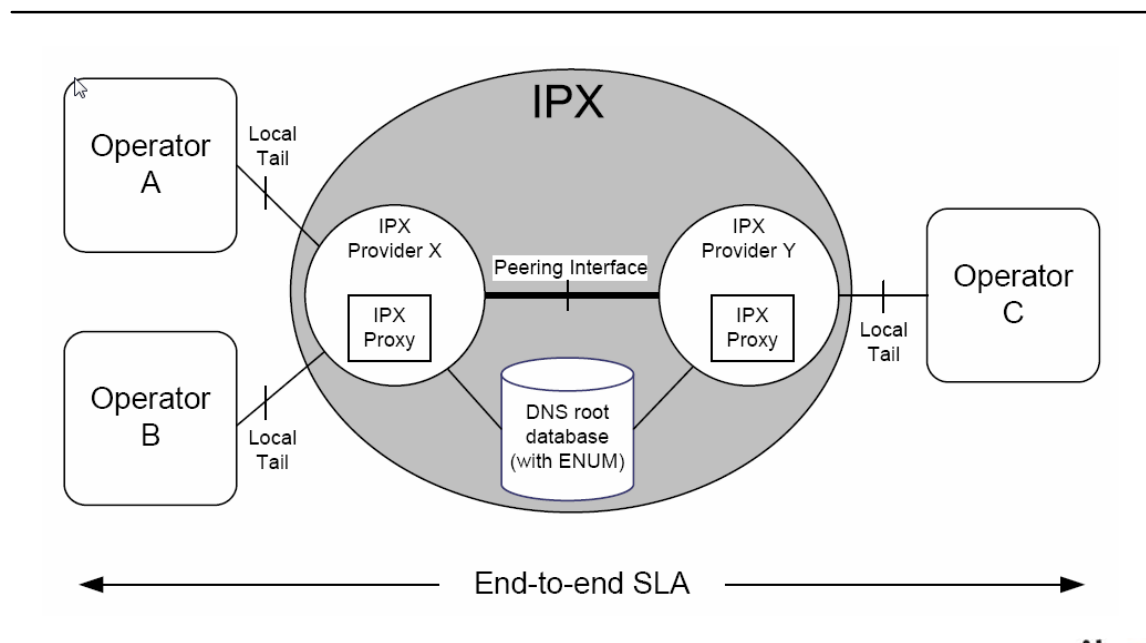 IPX
Operator
A
Local
Tail
IPX
Provider X
IPX
Proxy
Peering Interface
IPX
Provider Y
IPX
Proxy
Operator
C
Local
Tail
Operator
B
Local
Tail
DNS root
database
(with ENUM)
End-to-end SLA